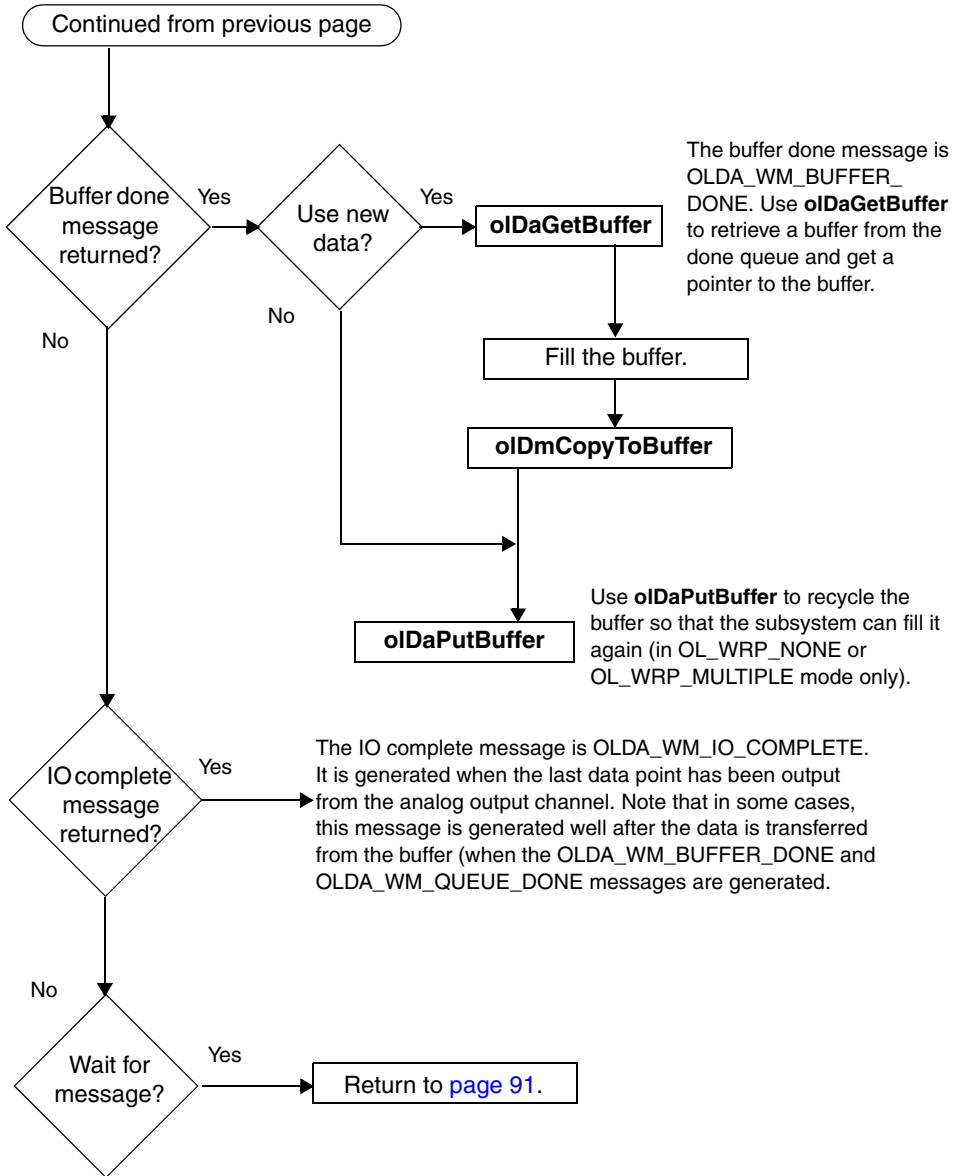 Continued from previous page
Buffer done
message
returned?
Yes
No
Use new
data?
Yes
No
olDaGetBuffer
The buffer done message is
OLDA_WM_BUFFER_
DONE. Use olDaGetBuffer
to retrieve a buffer from the
done queue and get a
pointer to the buffer.
Fill the buffer.
olDmCopyToBuffer
olDaPutBuffer
Use olDaPutBuffer to recycle the
buffer so that the subsystem can fill it
again (in OL_WRP_NONE or
OL_WRP_MULTIPLE mode only).
IO complete
message
returned?
Yes
No
The IO complete message is OLDA_WM_IO_COMPLETE.
It is generated when the last data point has been output
from the analog output channel. Note that in some cases,
this message is generated well after the data is transferred
from the buffer (when the OLDA_WM_BUFFER_DONE and
OLDA_WM_QUEUE_DONE messages are generated.
Wait for
message?
Yes
Return to page 91.